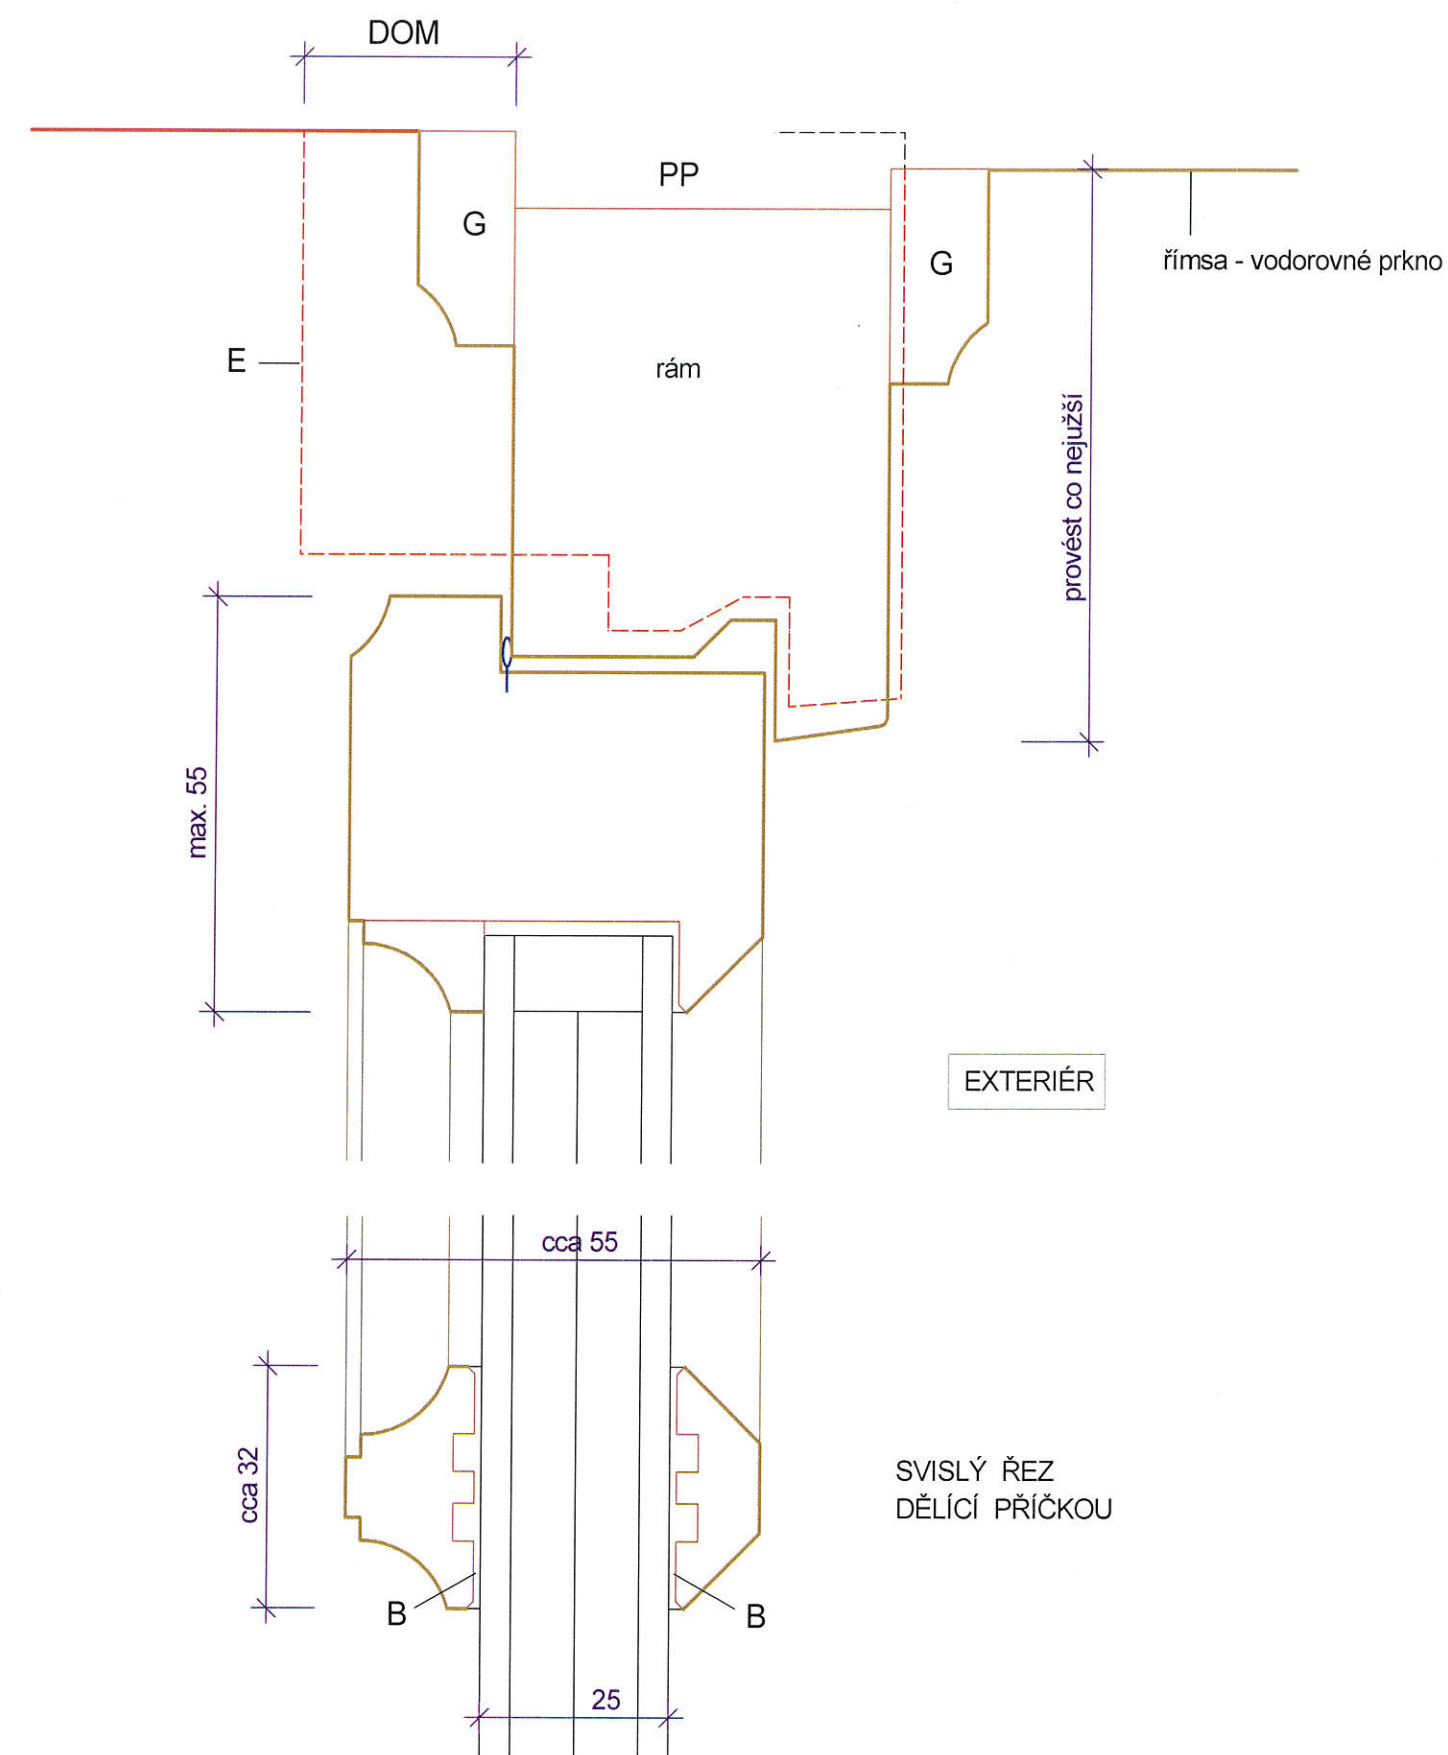 DOM
PP
G
G
římsa - vodorovné prkno
E
rám
provést co nejužší
max. 55
EXTERIÉR
cca 55
cca 32
SVISLÝ ŘEZ
DĚLÍCÍ PŘÍČKOU
B
B
25